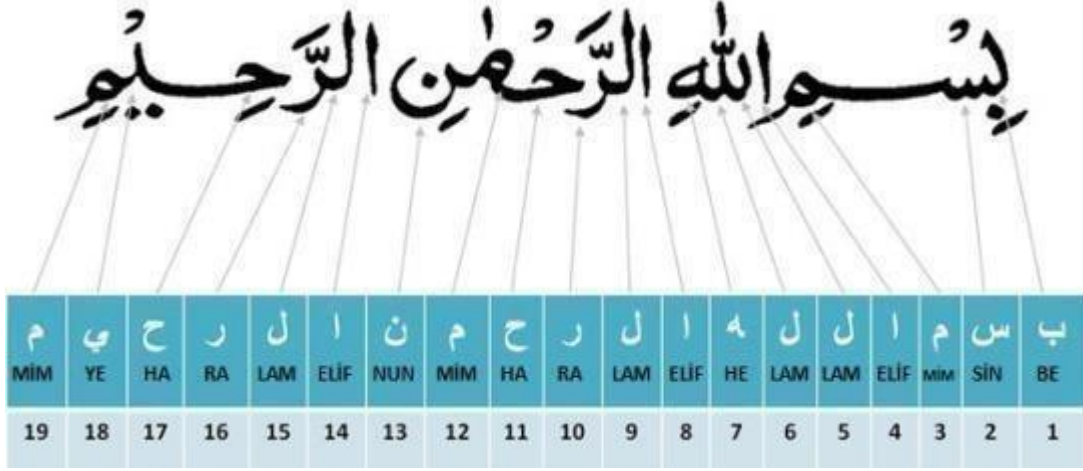 بِسْمِ اللهِ الرَّحْمٰنِ الرَّحِيْمِ
م ي ح ر ل ا ن م ح ر ل ا ه ل ل ا م س ب
MİM YE HA RA LAM ELİF NUN MİM HA RA LAM ELİF HE LAM LAM ELİF MİM SİN BE
19 18 17 16 15 14 13 12 11 10 9 8 7 6 5 4 3 2 1